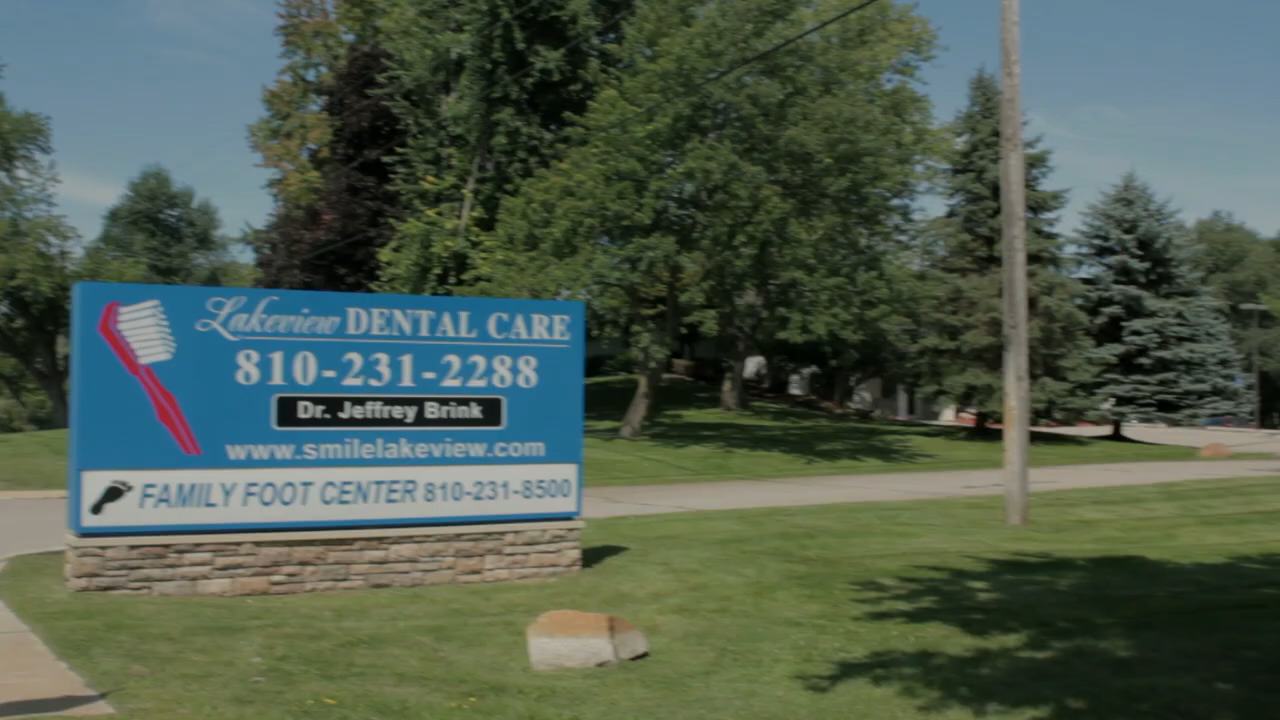 Lakeview DENTAL CARE
810-231-2288
Dr. Jeffrey Brink
www.smilelakeview.com
FAMILY FOOT CENTER 810-231-8500